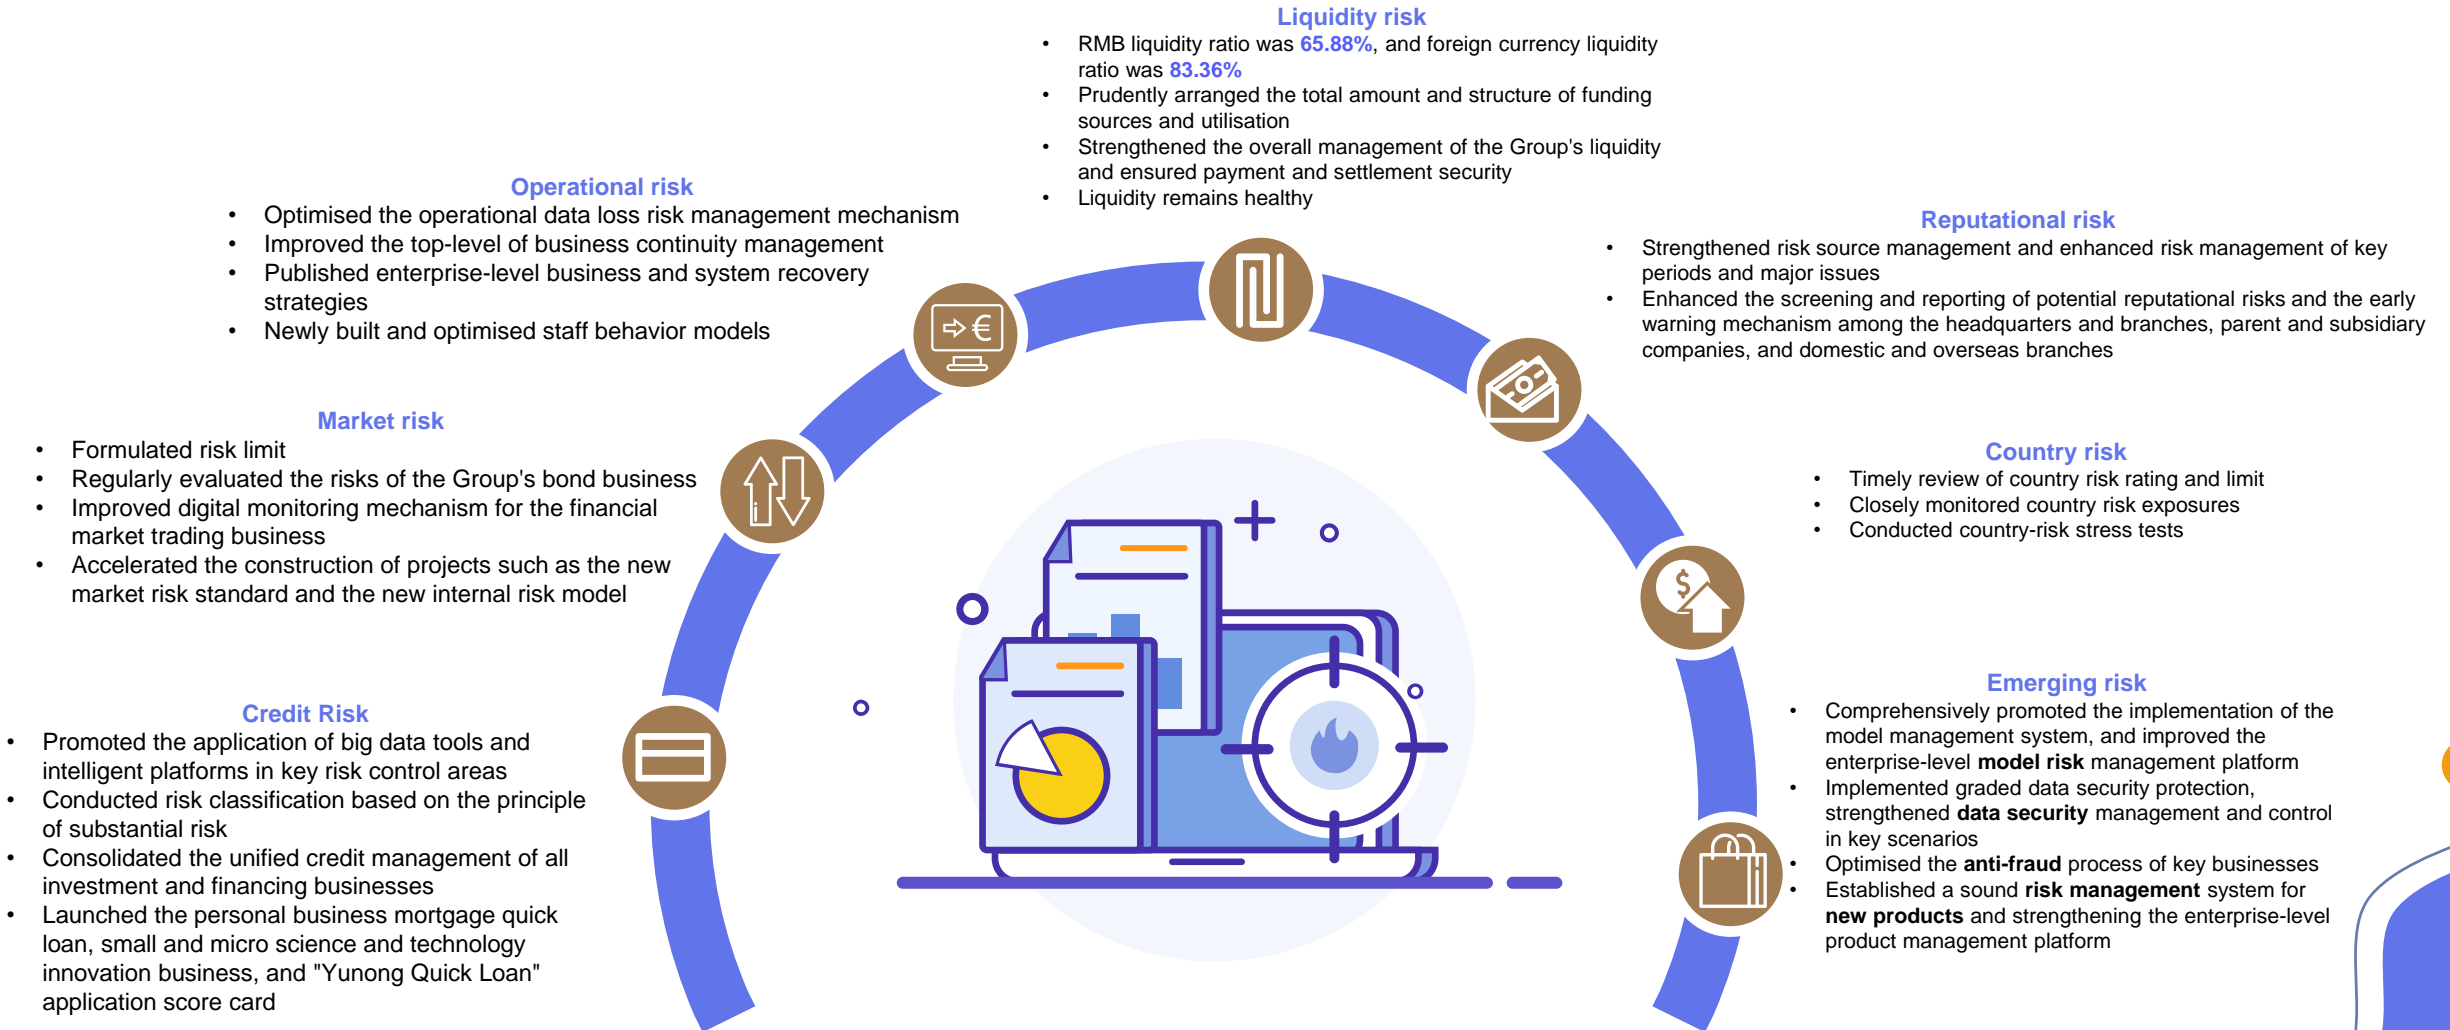 Liquidity risk
• RMB liquidity ratio was 65.88%, and foreign currency liquidity
ratio was 83.36%
• Prudently arranged the total amount and structure of funding
sources and utilisation
• Strengthened the overall management of the Group's liquidity
and ensured payment and settlement security
• Liquidity remains healthy
Operational risk
• Optimised the operational data loss risk management mechanism
• Improved the top-level of business continuity management
• Published enterprise-level business and system recovery
strategies
• Newly built and optimised staff behavior models
Reputational risk
• Strengthened risk source management and enhanced risk management of key
periods and major issues
• Enhanced the screening and reporting of potential reputational risks and the early
warning mechanism among the headquarters and branches, parent and subsidiary
companies, and domestic and overseas branches
Market risk
• Formulated risk limit
• Regularly evaluated the risks of the Group's bond business
• Improved digital monitoring mechanism for the financial
market trading business
• Accelerated the construction of projects such as the new
market risk standard and the new internal risk model
Country risk
• Timely review of country risk rating and limit
• Closely monitored country risk exposures
• Conducted country-risk stress tests
Credit Risk
• Promoted the application of big data tools and
intelligent platforms in key risk control areas
• Conducted risk classification based on the principle
of substantial risk
• Consolidated the unified credit management of all
investment and financing businesses
• Launched the personal business mortgage quick
loan, small and micro science and technology
innovation business, and "Yunong Quick Loan"
application score card
Emerging risk
• Comprehensively promoted the implementation of the
model management system, and improved the
enterprise-level model risk management platform
• Implemented graded data security protection,
strengthened data security management and control
in key scenarios
• Optimised the anti-fraud process of key businesses
• Established a sound risk management system for
new products and strengthening the enterprise-level
product management platform